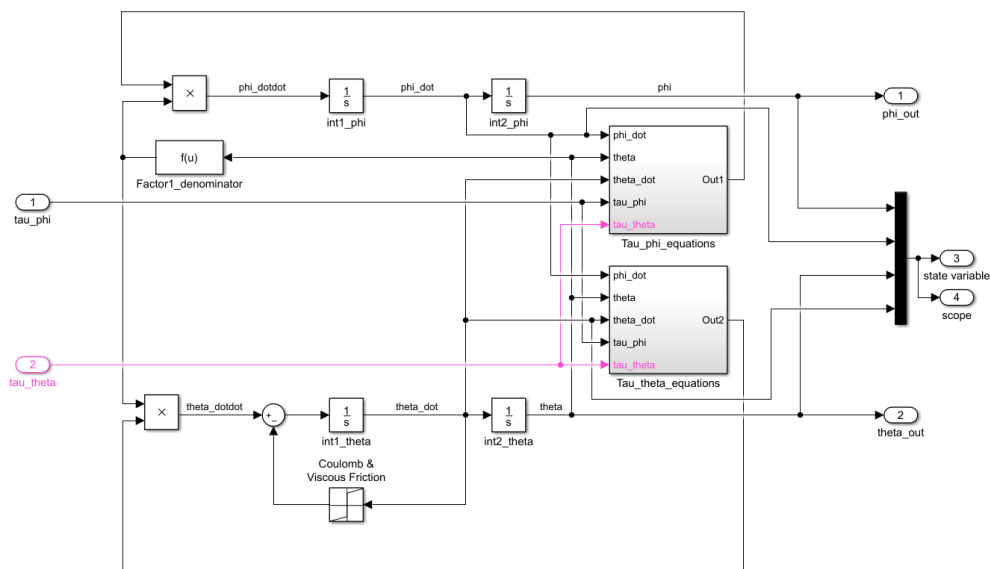 ×
phi_dotdot
1
s
int1_phi
phi_dot
1
s
int2_phi
phi
1
phi_out
f(u)
Factor1_denominator
phi_dot
theta
theta_dot
tau_phi
tau_theta
Out1
Tau_phi_equations
1
tau_phi
phi_dot
theta
theta_dot
tau_phi
tau_theta
Out2
Tau_theta_equations
3
state variable
4
scope
2
tau_theta
×
theta_dotdot
+
−
1
s
int1_theta
theta_dot
1
s
int2_theta
theta
2
theta_out
Coulomb &
Viscous Friction